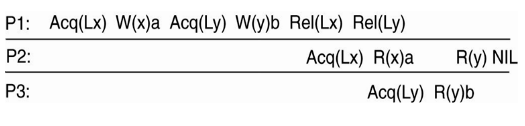 P1: Acq(Lx) W(x)a Acq(Ly) W(y)b Rel(Lx) Rel(Ly)
P2: Acq(Lx) R(x)a R(y) NIL
P3: Acq(Ly) R(y)b